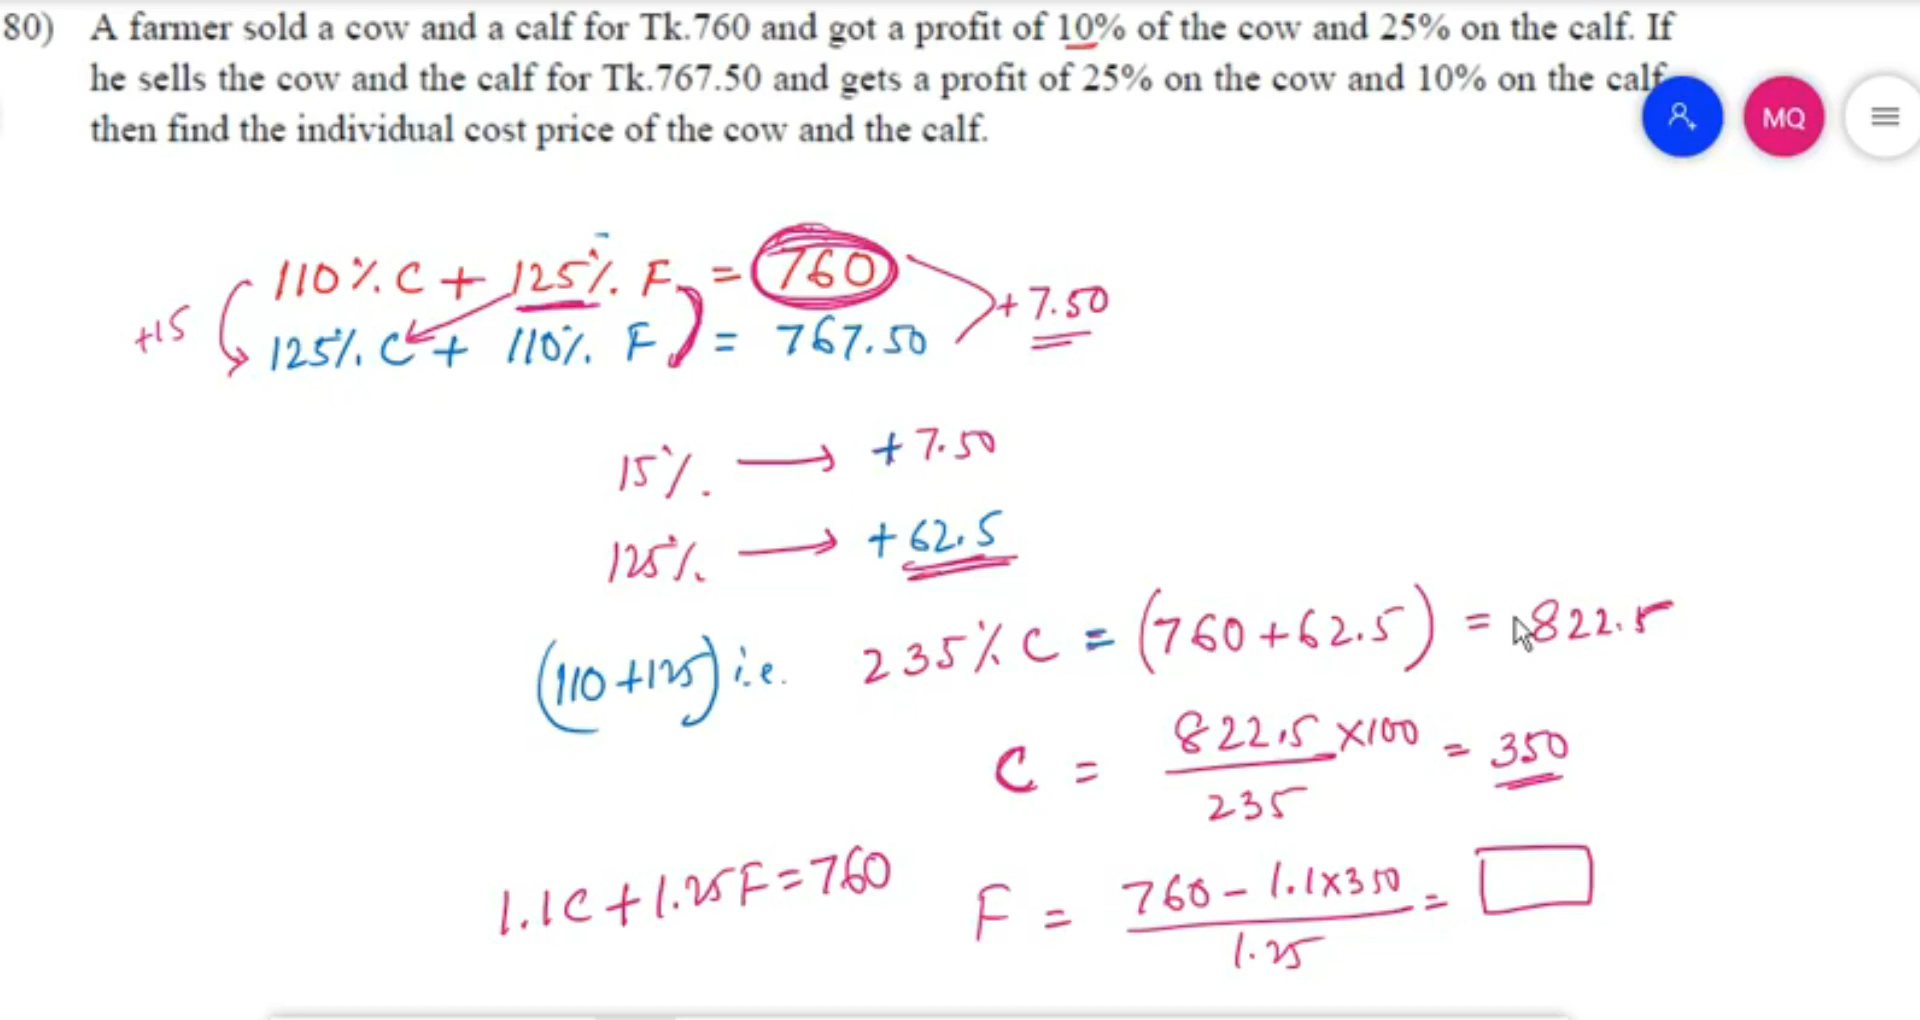 80) A farmer sold a cow and a calf for Tk.760 and got a profit of 10% of the cow and 25% on the calf. If
he sells the cow and the calf for Tk.767.50 and gets a profit of 25% on the cow and 10% on the calf
then find the individual cost price of the cow and the calf.
MQ
110% C + 125% F = 760
+15
+7.50
125% C + 110% F = 767.50
15% → +7.50
125% → +62.5
(110+125) i.e. 235% C = (760+62.5) = 822.5
C = 822.5 × 100 / 235 = 350
1.1C + 1.25F = 760
F = 760 - 1.1×350 / 1.25 =